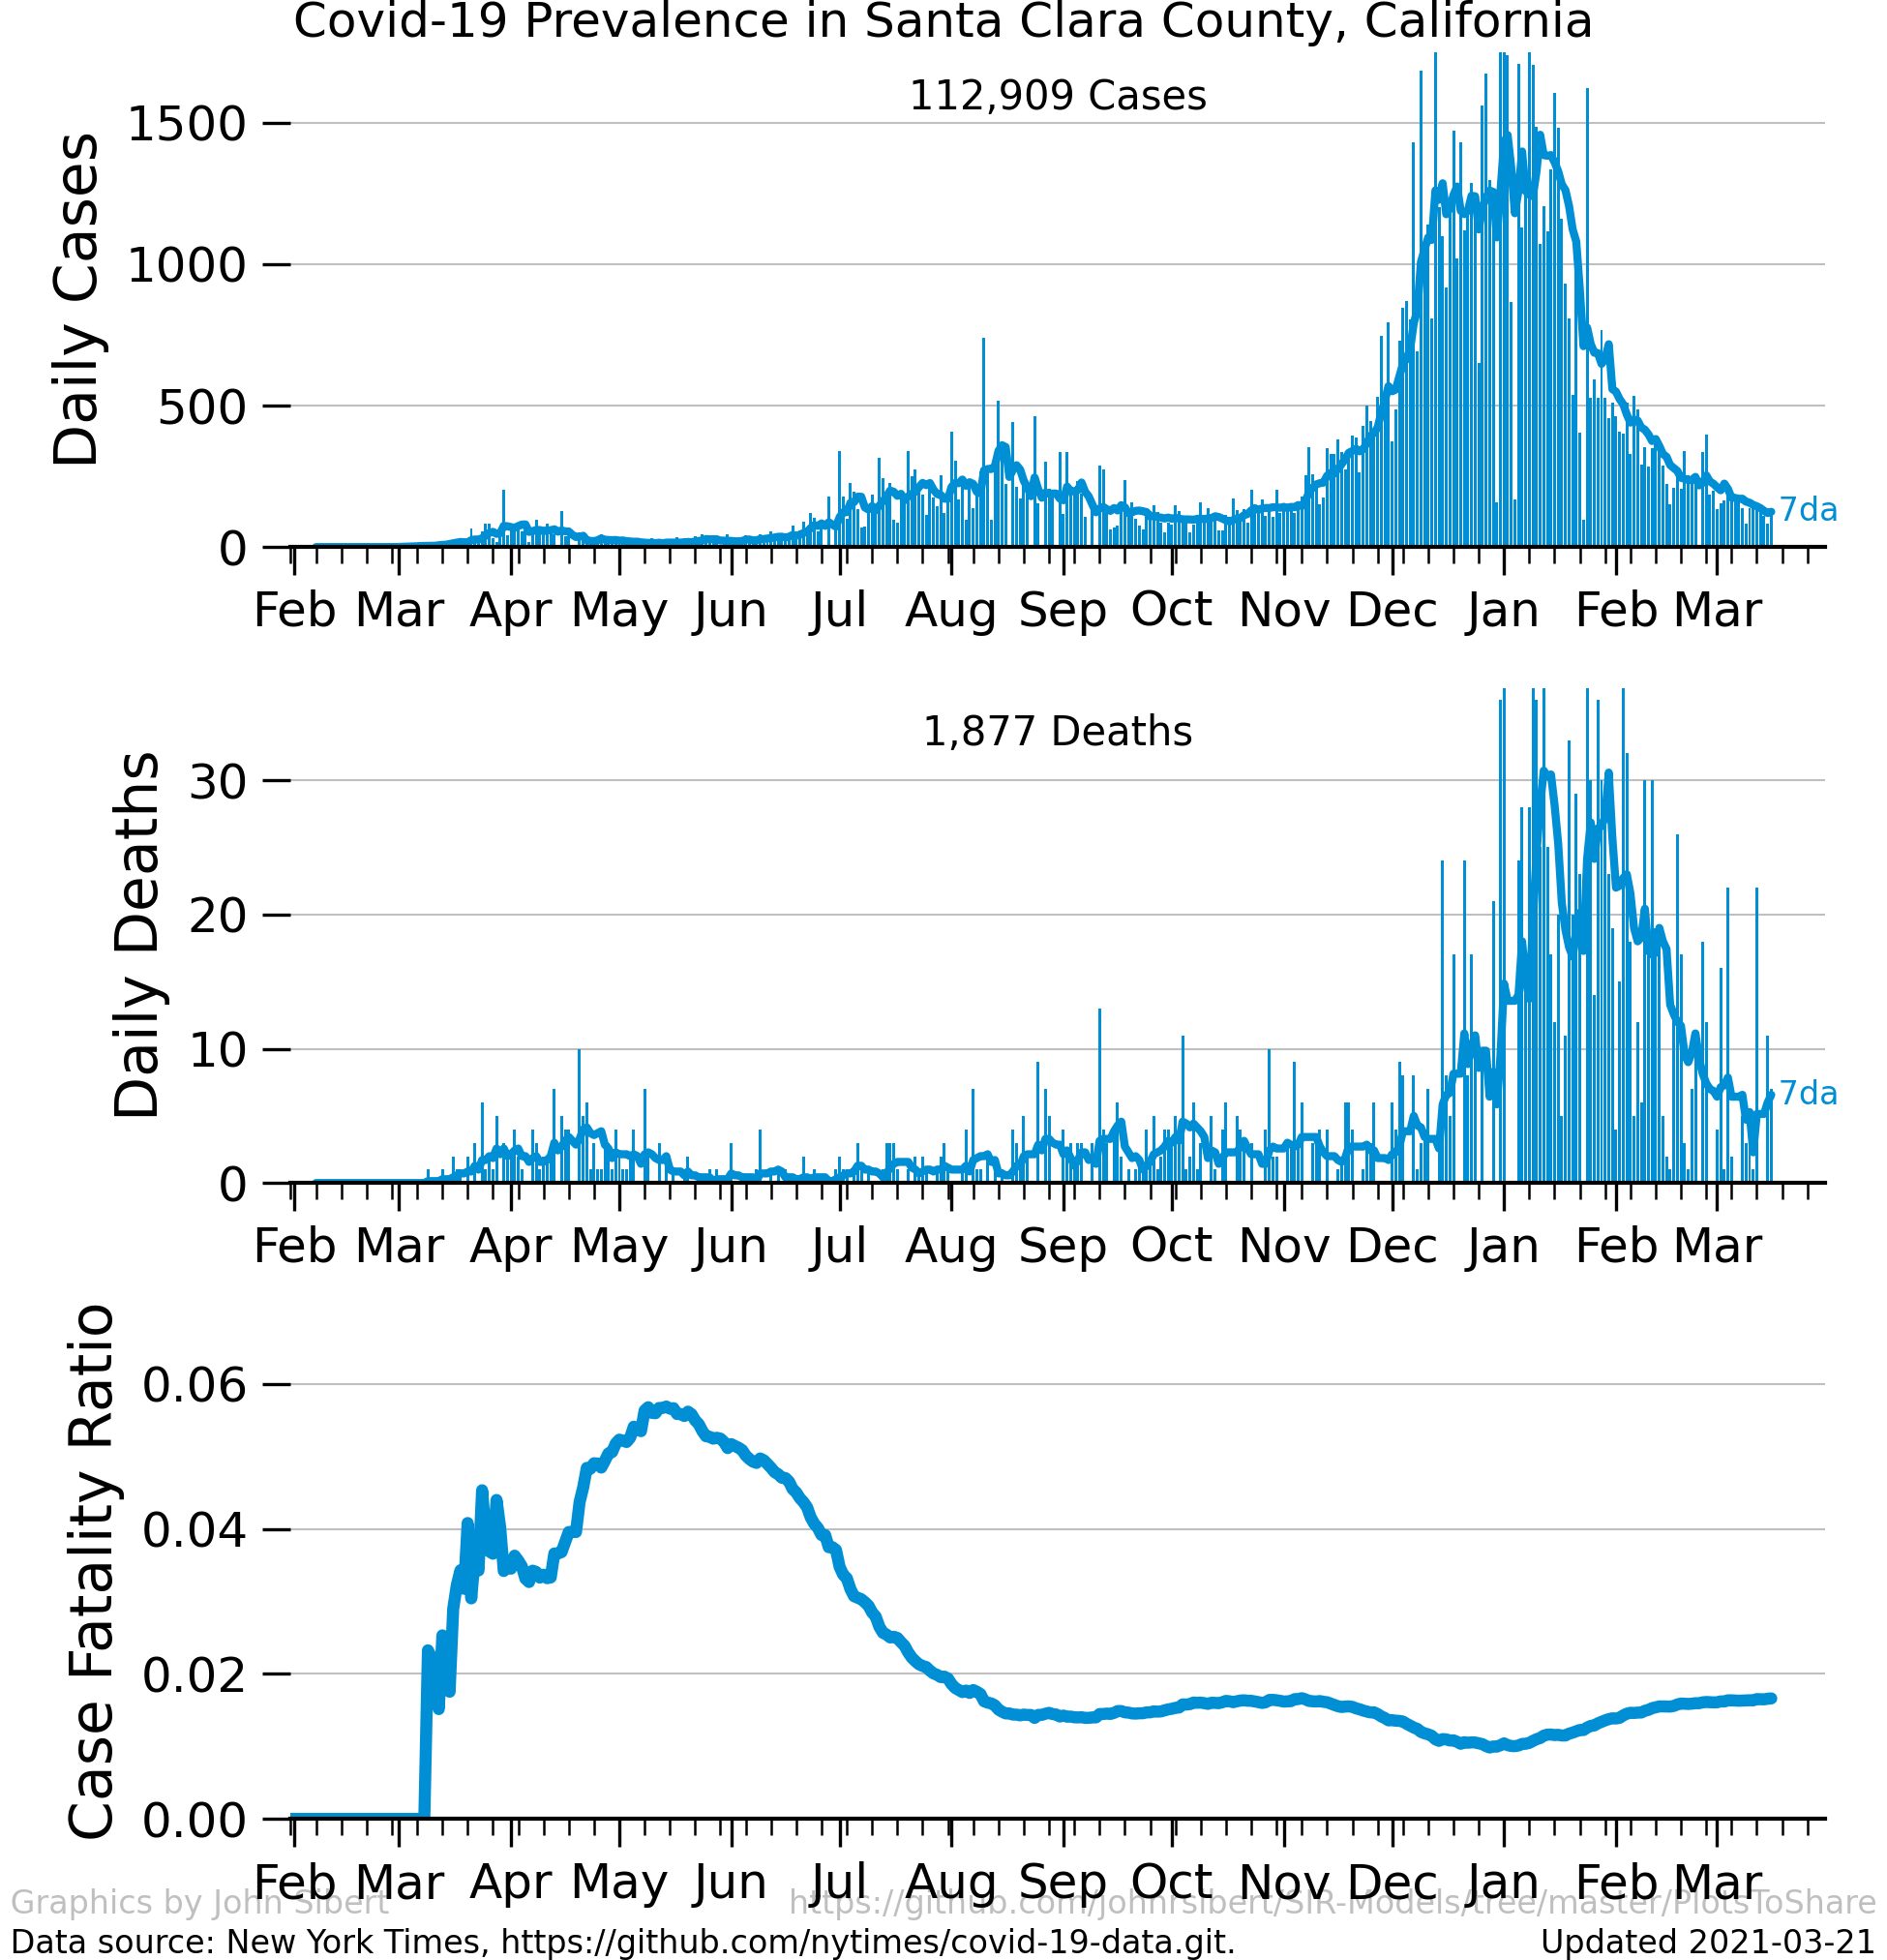 Covid-19 Prevalence in Santa Clara County, California
112,909 Cases
Daily Cases
1500
1000
500
0
7da
Feb Mar Apr May Jun Jul Aug Sep Oct Nov Dec Jan Feb Mar
1,877 Deaths
Daily Deaths
30
20
10
0
7da
Feb Mar Apr May Jun Jul Aug Sep Oct Nov Dec Jan Feb Mar
Case Fatality Ratio
0.06
0.04
0.02
0.00
Feb Mar Apr May Jun Jul Aug Sep Oct Nov Dec Jan Feb Mar
Graphics by John Sibert https://github.com/johnrsibert/SIR-Models/tree/master/PlotsToShare
Data source: New York Times, https://github.com/nytimes/covid-19-data.git. Updated 2021-03-21